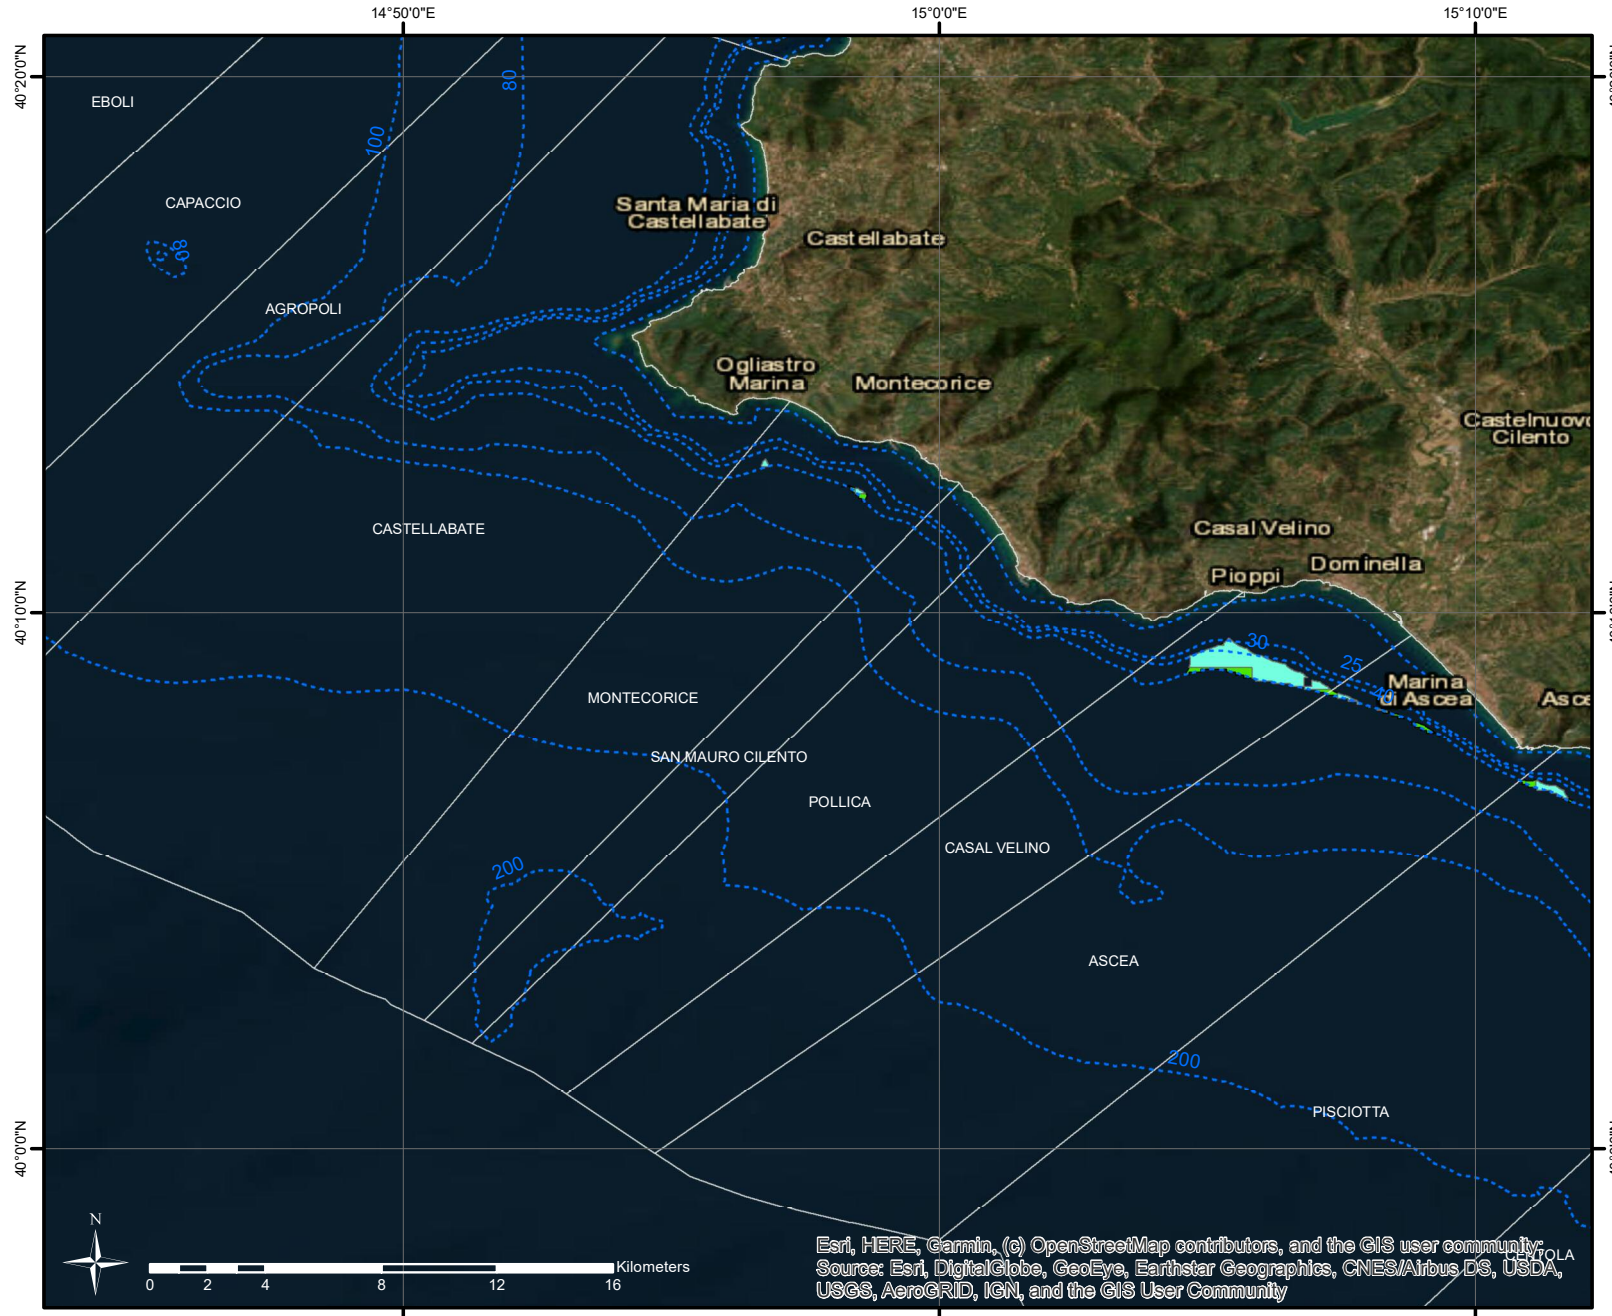 14°50'0"E
15°0'0"E
15°10'0"E
40°20'0"N
EBOLI
80
100
CAPACCIO
Santa Maria di
Castellabate
Castellabate
80
AGROPOLI
Ogliastro
Marina
Montecorice
Castelnuovo
Cilento
CASTELLABATE
Casal Velino
Dominella
Pioppi
40°10'0"N
30
25
40
Marina
di Ascea
Asce
MONTECORICE
SAN MAURO CILENTO
POLLICA
CASAL VELINO
200
ASCEA
200
PISCIOTTA
40°0'0"N
N
Kilometers
0 2 4 8 12 16
CENTOLA
Esri, HERE, Garmin, (c) OpenStreetMap contributors, and the GIS user community;
Source: Esri, DigitalGlobe, GeoEye, Earthstar Geographics, CNES/Airbus DS, USDA,
USGS, AeroGRID, IGN, and the GIS User Community